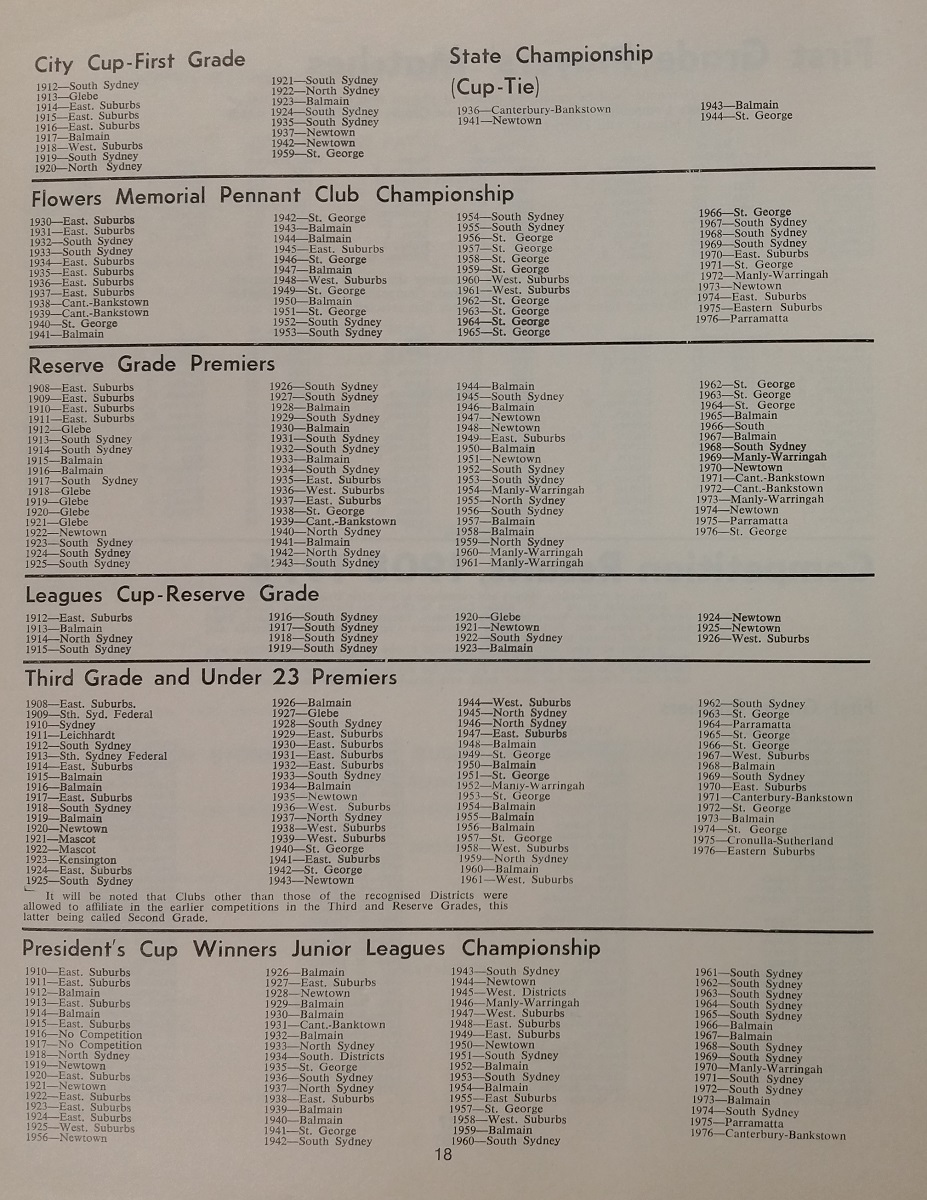 City Cup-First Grade
1912—South Sydney
1913—Glebe
1914—East. Suburbs
1915—East. Suburbs
1916—East. Suburbs
1917—Balmain
1918—West. Suburbs
1919—South Sydney
1920—North Sydney
1921—South Sydney
1922—North Sydney
1923—Balmain
1924—South Sydney
1935—South Sydney
1937—Newtown
1942—Newtown
1959—St. George
State Championship
(Cup-Tie)
1936—Canterbury-Bankstown
1941—Newtown
1943—Balmain
1944—St. George
Flowers Memorial Pennant Club Championship
1930—East. Suburbs
1931—East. Suburbs
1932—South Sydney
1933—South Sydney
1934—East. Suburbs
1935—East. Suburbs
1936—East. Suburbs
1937—East. Suburbs
1938—Cant.-Bankstown
1939—Cant.-Bankstown
1940—St. George
1941—Balmain
1942—St. George
1943—Balmain
1944—Balmain
1945—East. Suburbs
1946—St. George
1947—Balmain
1948—West. Suburbs
1949—St. George
1950—Balmain
1951—St. George
1952—South Sydney
1953—South Sydney
1954—South Sydney
1955—South Sydney
1956—St. George
1957—St. George
1958—St. George
1959—St. George
1960—West. Suburbs
1961—West. Suburbs
1962—St. George
1963—St. George
1964—St. George
1965—St. George
1966—St. George
1967—South Sydney
1968—South Sydney
1969—South Sydney
1970—East. Suburbs
1971—St. George
1972—Manly-Warringah
1973—Newtown
1974—East. Suburbs
1975—Eastern Suburbs
1976—Parramatta
Reserve Grade Premiers
1908—East. Suburbs
1909—East. Suburbs
1910—East. Suburbs
1911—East. Suburbs
1912—Glebe
1913—South Sydney
1914—South Sydney
1915—Balmain
1916—Balmain
1917—South Sydney
1918—Glebe
1919—Glebe
1920—Glebe
1921—Glebe
1922—Newtown
1923—South Sydney
1924—South Sydney
1925—South Sydney
1926—South Sydney
1927—South Sydney
1928—Balmain
1929—South Sydney
1930—Balmain
1931—South Sydney
1932—South Sydney
1933—Balmain
1934—South Sydney
1935—East. Suburbs
1936—West. Suburbs
1937—East. Suburbs
1938—St. George
1939—Cant.-Bankstown
1940—North Sydney
1941—Balmain
1942—North Sydney
1943—South Sydney
1944—Balmain
1945—South Sydney
1946—Balmain
1947—Newtown
1948—Newtown
1949—East. Suburbs
1950—Balmain
1951—Newtown
1952—South Sydney
1953—South Sydney
1954—Manly-Warringah
1955—North Sydney
1956—South Sydney
1957—Balmain
1958—Balmain
1959—North Sydney
1960—Manly-Warringah
1961—Manly-Warringah
1962—St. George
1963—St. George
1964—St. George
1965—Balmain
1966—South
1967—Balmain
1968—South Sydney
1969—Manly-Warringah
1970—Newtown
1971—Cant.-Bankstown
1972—Cant.-Bankstown
1973—Manly-Warringah
1974—Newtown
1975—Parramatta
1976—St. George
Leagues Cup-Reserve Grade
1912—East. Suburbs
1913—Balmain
1914—North Sydney
1915—South Sydney
1916—South Sydney
1917—South Sydney
1918—South Sydney
1919—South Sydney
1920—Glebe
1921—Newtown
1922—South Sydney
1923—Balmain
1924—Newtown
1925—Newtown
1926—West. Suburbs
Third Grade and Under 23 Premiers
1908—East. Suburbs.
1909—Sth. Syd. Federal
1910—Sydney
1911—Leichhardt
1912—South Sydney
1913—Sth. Sydney Federal
1914—East. Suburbs
1915—Balmain
1916—Balmain
1917—East. Suburbs
1918—South Sydney
1919—Balmain
1920—Newtown
1921—Mascot
1922—Mascot
1923—Kensington
1924—East. Suburbs
1925—South Sydney
1926—Balmain
1927—Glebe
1928—South Sydney
1929—East. Suburbs
1930—East. Suburbs
1931—East. Suburbs
1932—East. Suburbs
1933—South Sydney
1934—Balmain
1935—Newtown
1936—West. Suburbs
1937—North Sydney
1938—West. Suburbs
1939—West. Suburbs
1940—St. George
1941—East. Suburbs
1942—St. George
1943—Newtown
1944—West. Suburbs
1945—North Sydney
1946—North Sydney
1947—East. Suburbs
1948—Balmain
1949—St. George
1950—Balmain
1951—St. George
1952—Manly-Warringah
1953—St. George
1954—Balmain
1955—Balmain
1956—Balmain
1957—St. George
1958—West. Suburbs
1959—North Sydney
1960—Balmain
1961—West. Suburbs
1962—South Sydney
1963—St. George
1964—Parramatta
1965—St. George
1966—St. George
1967—West. Suburbs
1968—Balmain
1969—South Sydney
1970—East. Suburbs
1971—Canterbury-Bankstown
1972—St. George
1973—Balmain
1974—St. George
1975—Cronulla-Sutherland
1976—Eastern Suburbs
It will be noted that Clubs other than those of the recognised Districts were
allowed to affiliate in the earlier competitions in the Third and Reserve Grades, this
latter being called Second Grade.
President's Cup Winners Junior Leagues Championship
1910—East. Suburbs
1911—East. Suburbs
1912—Balmain
1913—East. Suburbs
1914—Balmain
1915—East. Suburbs
1916—No Competition
1917—No Competition
1918—North Sydney
1919—Newtown
1920—East. Suburbs
1921—Newtown
1922—East. Suburbs
1923—East. Suburbs
1924—East. Suburbs
1925—West. Suburbs
1956—Newtown
1926—Balmain
1927—East. Suburbs
1928—Newtown
1929—Balmain
1930—Balmain
1931—Cant.-Banktown
1932—Balmain
1933—North Sydney
1934—South. Districts
1935—St. George
1936—South Sydney
1937—North Sydney
1938—East. Suburbs
1939—Balmain
1940—Balmain
1941—St. George
1942—South Sydney
1943—South Sydney
1944—Newtown
1945—West. Districts
1946—Manly-Warringah
1947—West. Suburbs
1948—East. Suburbs
1949—East. Suburbs
1950—Newtown
1951—South Sydney
1952—Balmain
1953—South Sydney
1954—Balmain
1955—East Suburbs
1957—St. George
1958—West. Suburbs
1959—Balmain
1960—South Sydney
1961—South Sydney
1962—South Sydney
1963—South Sydney
1964—South Sydney
1965—South Sydney
1966—Balmain
1967—Balmain
1968—South Sydney
1969—South Sydney
1970—Manly-Warringah
1971—South Sydney
1972—South Sydney
1973—Balmain
1974—South Sydney
1975—Parramatta
1976—Canterbury-Bankstown
18